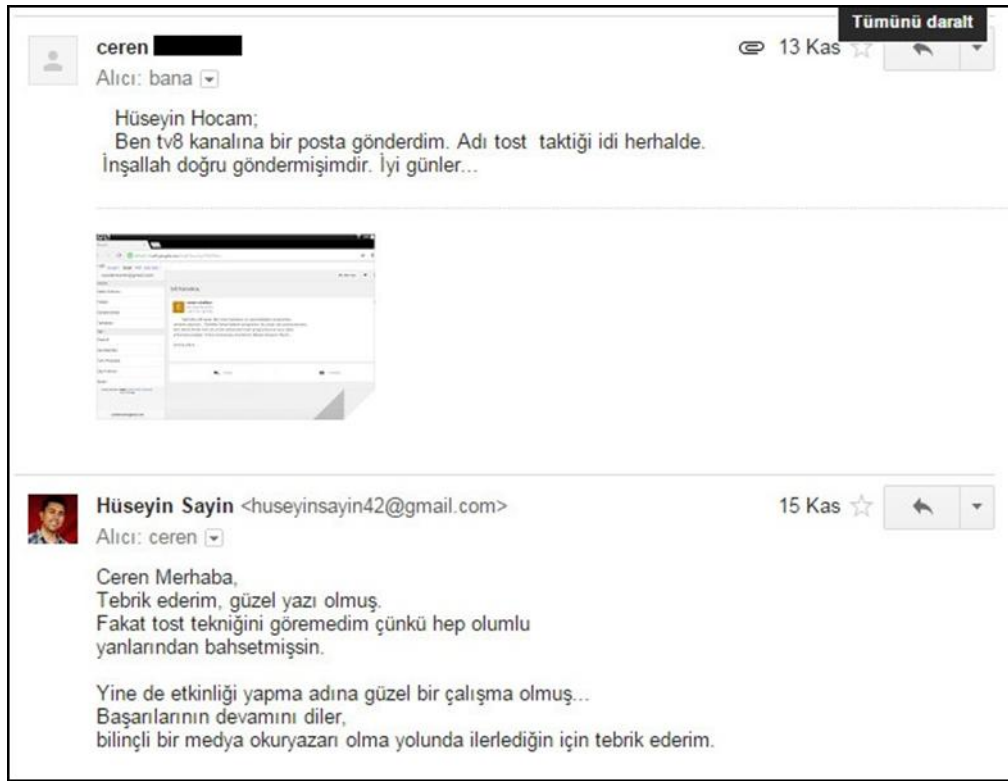 Tümünü daralt
ceren
13 Kas
Alıcı: bana
Hüseyin Hocam;
Ben tv8 kanalına bir posta gönderdim. Adı tost taktiği idi herhalde.
İnşallah doğru göndermişimdir. İyi günler...
Hüseyin Sayin <huseyinsayin42@gmail.com>
15 Kas
Alıcı: ceren
Ceren Merhaba,
Tebrik ederim, güzel yazı olmuş.
Fakat tost tekniğini göremedim çünkü hep olumlu
yanlarından bahsetmişsin.
Yine de etkinliği yapma adına güzel bir çalışma olmuş...
Başarılarının devamını diler,
bilinçli bir medya okuryazarı olma yolunda ilerlediğin için tebrik ederim.